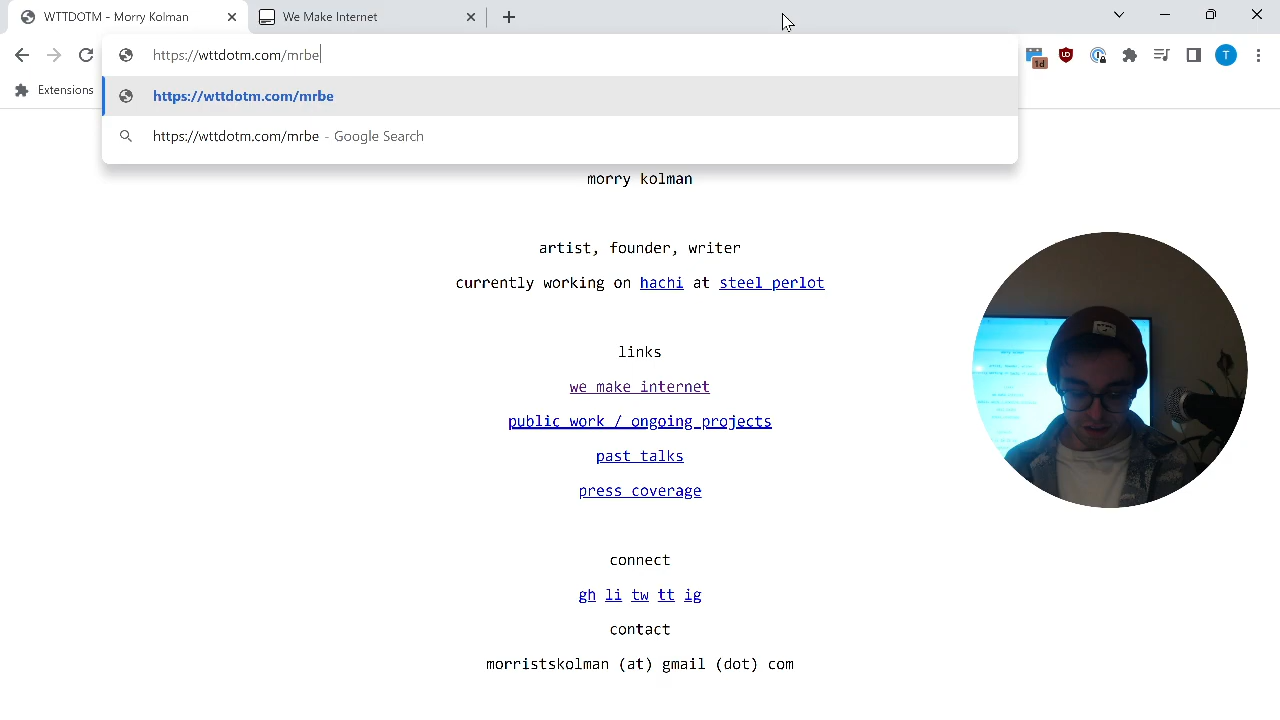 WTTDOTM - Morry Kolman
We Make Internet
https://wttdotm.com/mrbe
1d
T
Extensions
https://wttdotm.com/mrbe
https://wttdotm.com/mrbe - Google Search
morry kolman
artist, founder, writer
currently working on hachi at steel perlot
links
we make internet
public work / ongoing projects
past talks
press coverage
connect
gh li tw tt ig
contact
morristskolman (at) gmail (dot) com